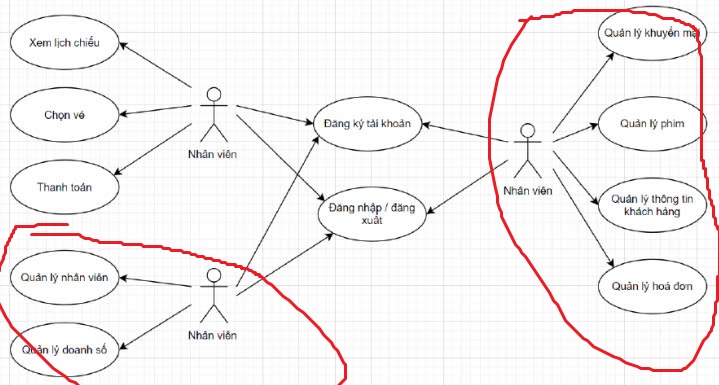 Xem lịch chiếu
Chọn vé
Thanh toán
Nhân viên
Đăng ký tài khoản
Đăng nhập / đăng
xuất
Quản lý nhân viên
Quản lý doanh số
Nhân viên
Nhân viên
Quản lý khuyến mạ
Quản lý phim
Quản lý thông tin
khách hàng
Quản lý hoá đơn